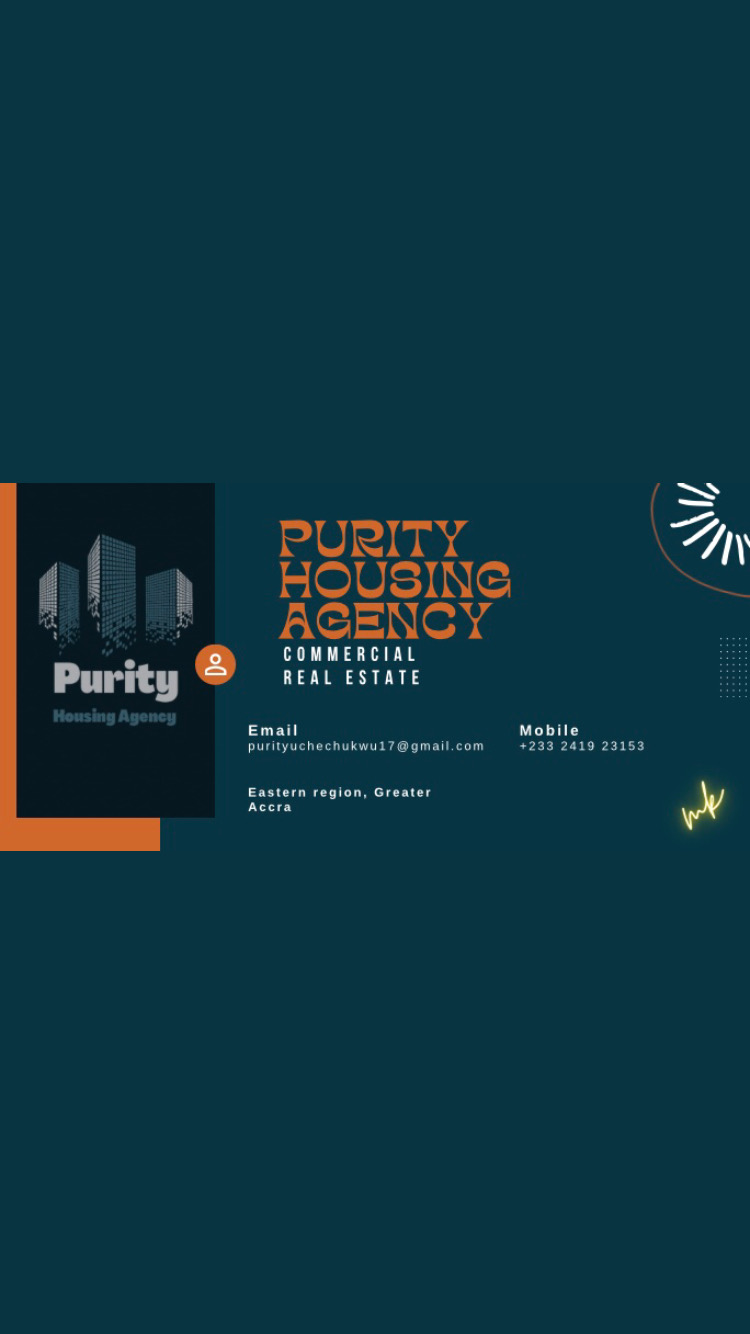 Purity
Housing Agency
PURITY
HOUSING
AGENCY
COMMERCIAL
REAL ESTATE
Email
purityuchechukwu17@gmail.com
Mobile
+233 2419 23153
Eastern region, Greater
Accra
mk